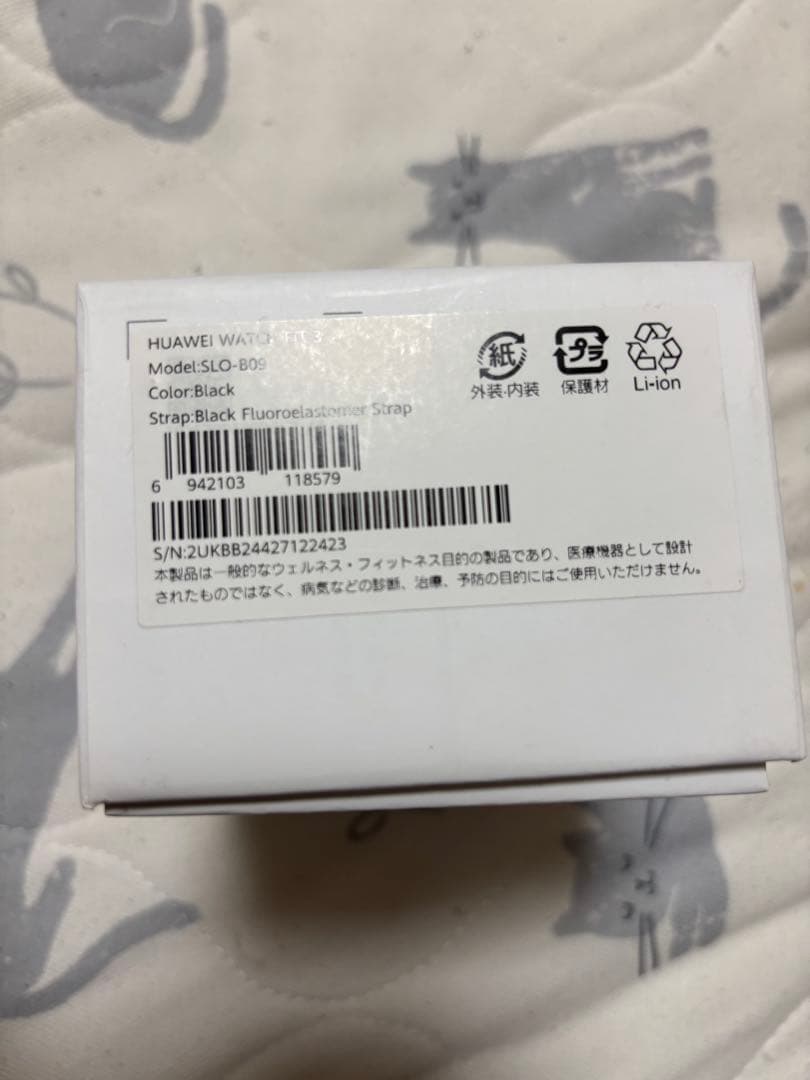 HUAWEI WATCH FIT 3
Model:SLO-B09
Color:Black
Strap:Black Fluoroelastomer Strap
6 942103 118579
S/N:2UKBB24427122423
本製品は一般的なウェルネス・フィットネス目的の製品であり、医療機器として設計
されたものではなく、病気などの診断、治療、予防の目的にはご使用いただけません。
紙
外装·内装
プラ
保護材
Li-ion